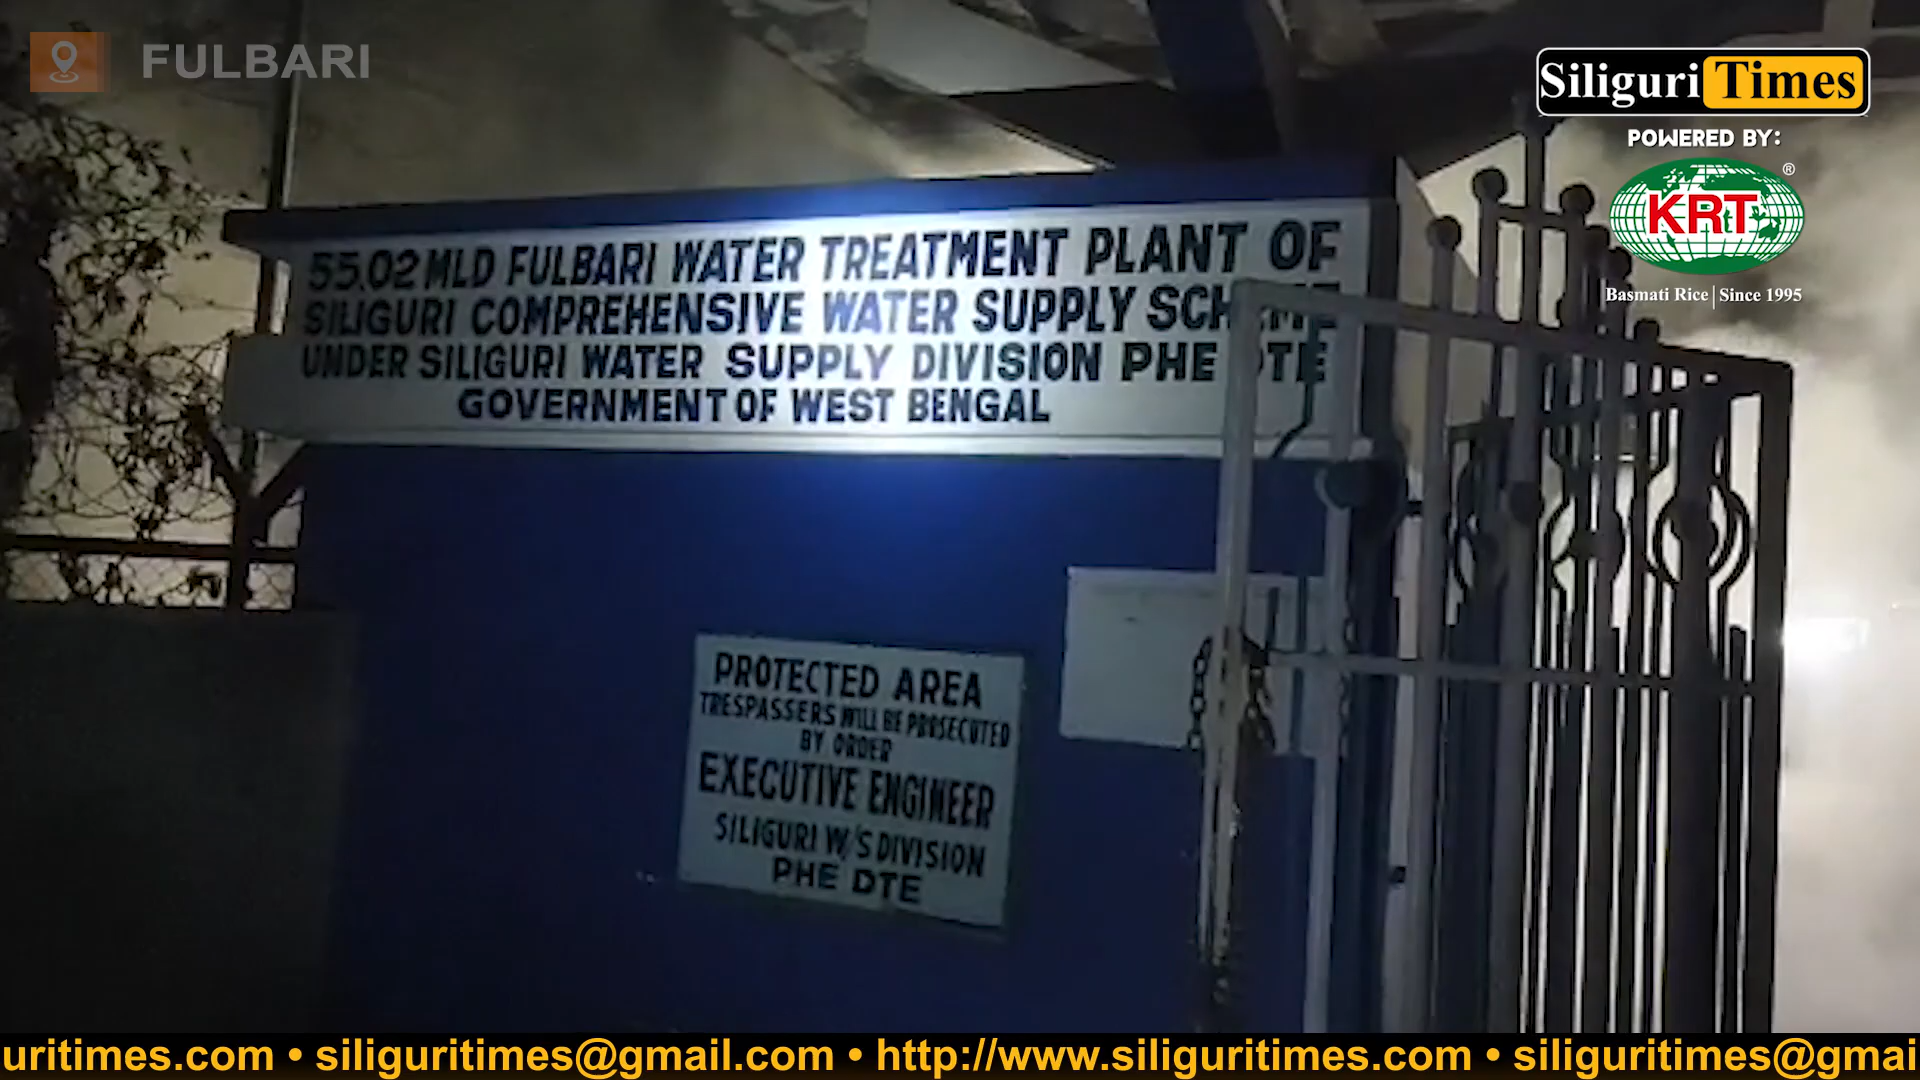 FULBARI
Siliguri Times
POWERED BY:
KRT®
Basmati Rice | Since 1995
55.02 MLD FULBARI WATER TREATMENT PLANT OF
SILIGURI COMPREHENSIVE WATER SUPPLY SCHEME
UNDER SILIGURI WATER SUPPLY DIVISION PHE DTE
GOVERNMENT OF WEST BENGAL
PROTECTED AREA
TRESPASSERS WILL BE PROSECUTED
BY ORDER
EXECUTIVE ENGINEER
SILIGURI W/S DIVISION
PHE DTE
uritimes.com • siliguritimes@gmail.com • http://www.siliguritimes.com • siliguritimes@gmai